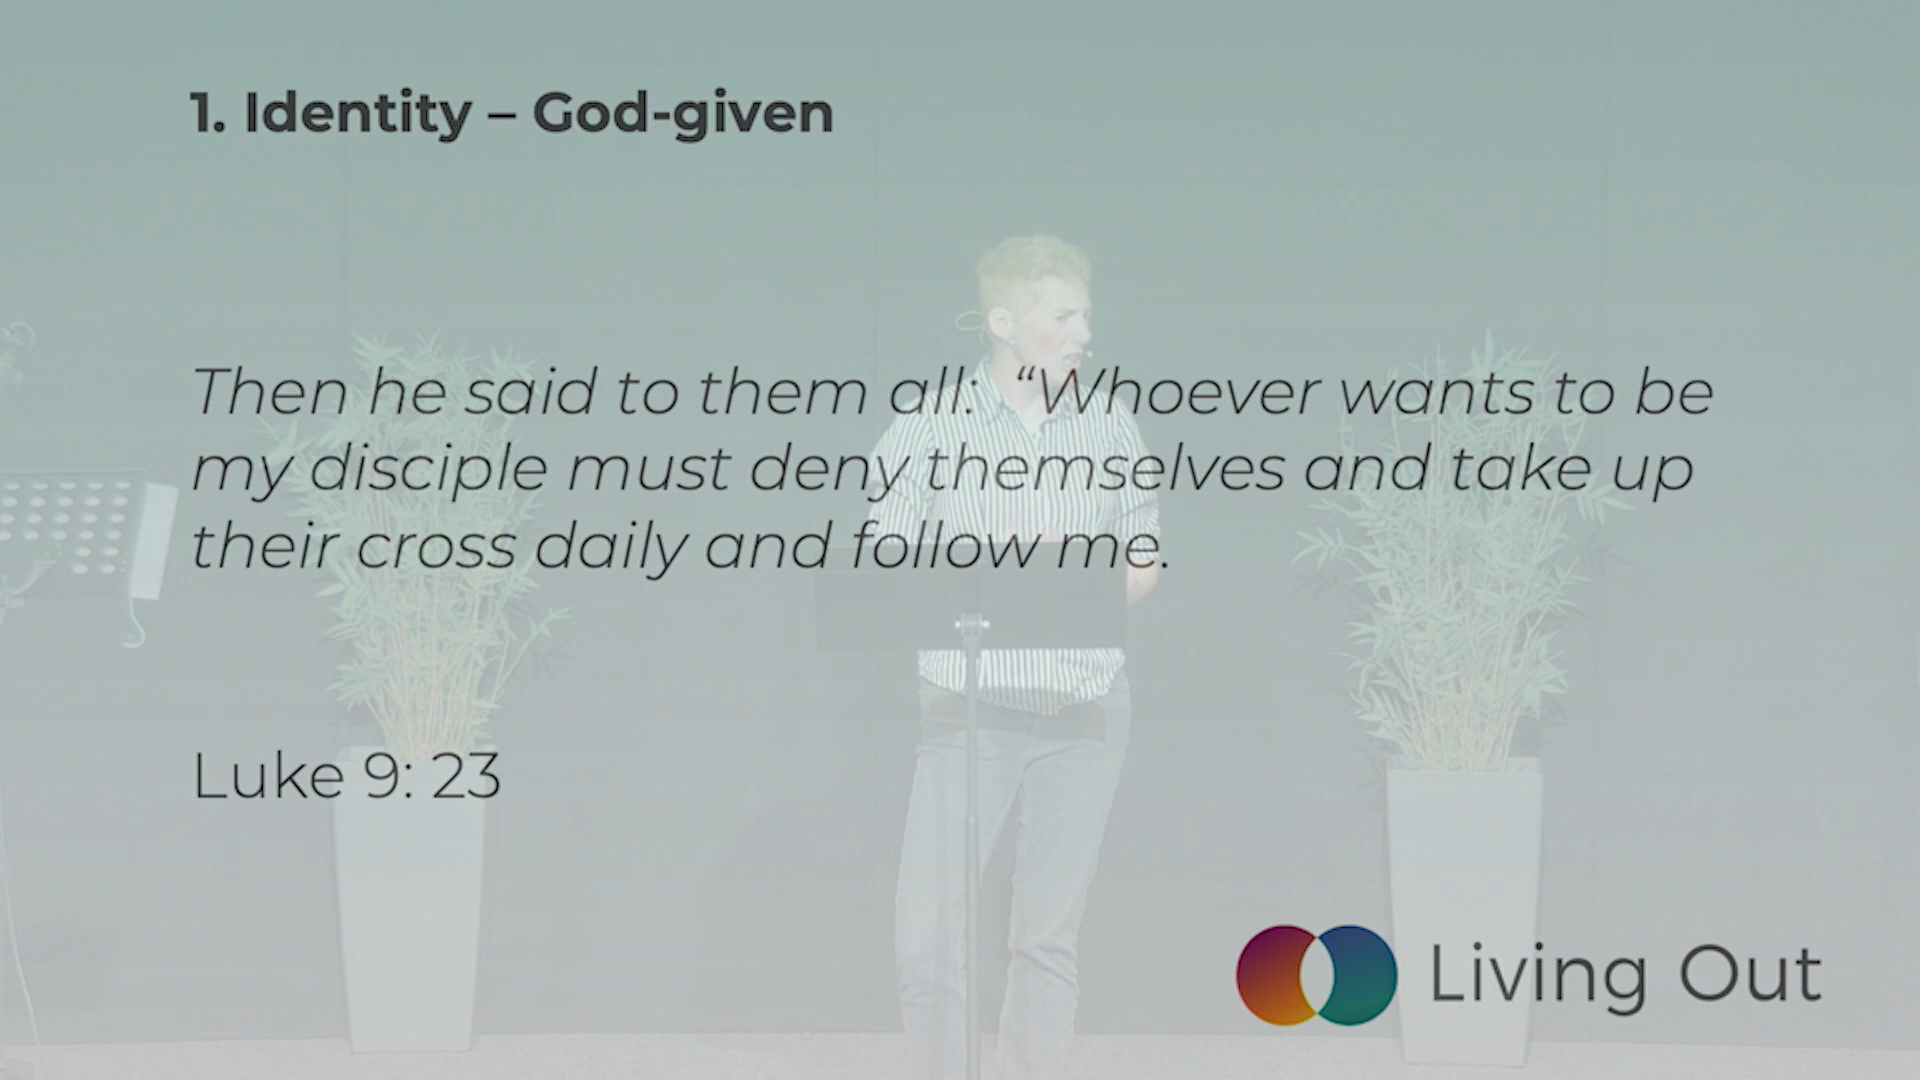 1. Identity – God-given
Then he said to them all: “Whoever wants to be
my disciple must deny themselves and take up
their cross daily and follow me.
Luke 9: 23
Living Out